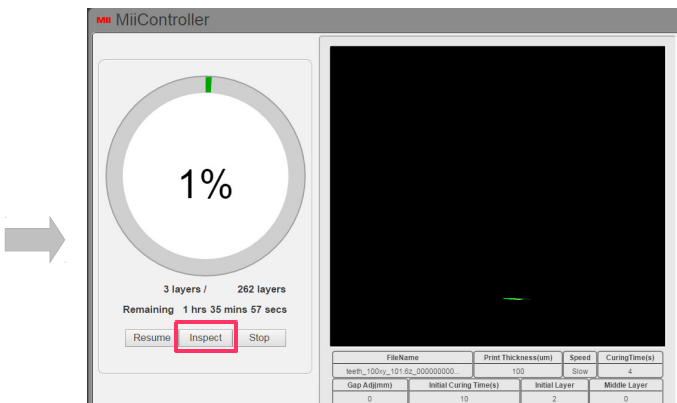 MII MiiController
1%
3 layers / 262 layers
Remaining 1 hrs 35 mins 57 secs
Resume Inspect Stop
FileName Print Thickness(um) Speed CuringTime(s)
teeth_100xy_101.6z_000000000... 100 Slow 4
Gap Adj(mm) Initial Curing Time(s) Initial Layer Middle Layer
0 10 2 0